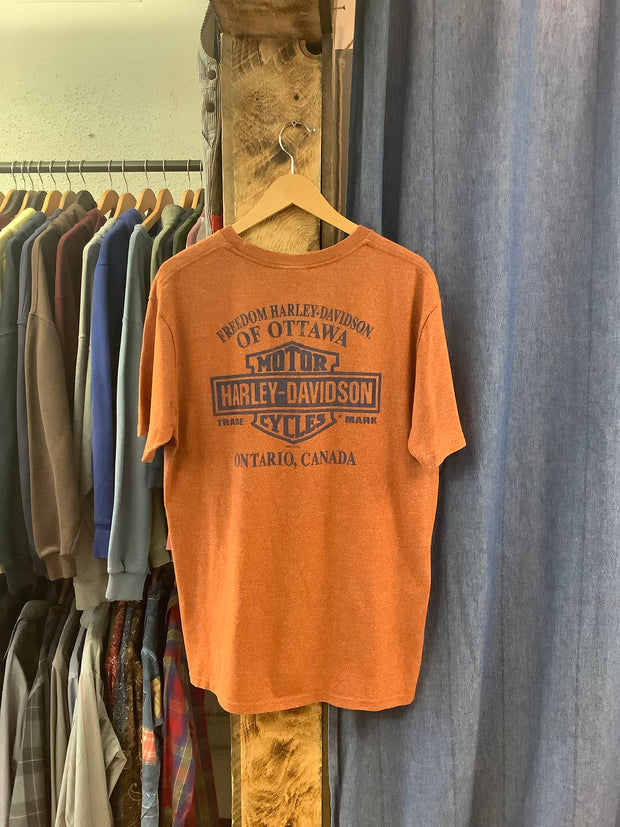 FREEDOM HARLEY-DAVIDSON.
OF OTTAWA
MOTOR
HARLEY-DAVIDSON
CYCLES
TRADE ® MARK
ONTARIO, CANADA